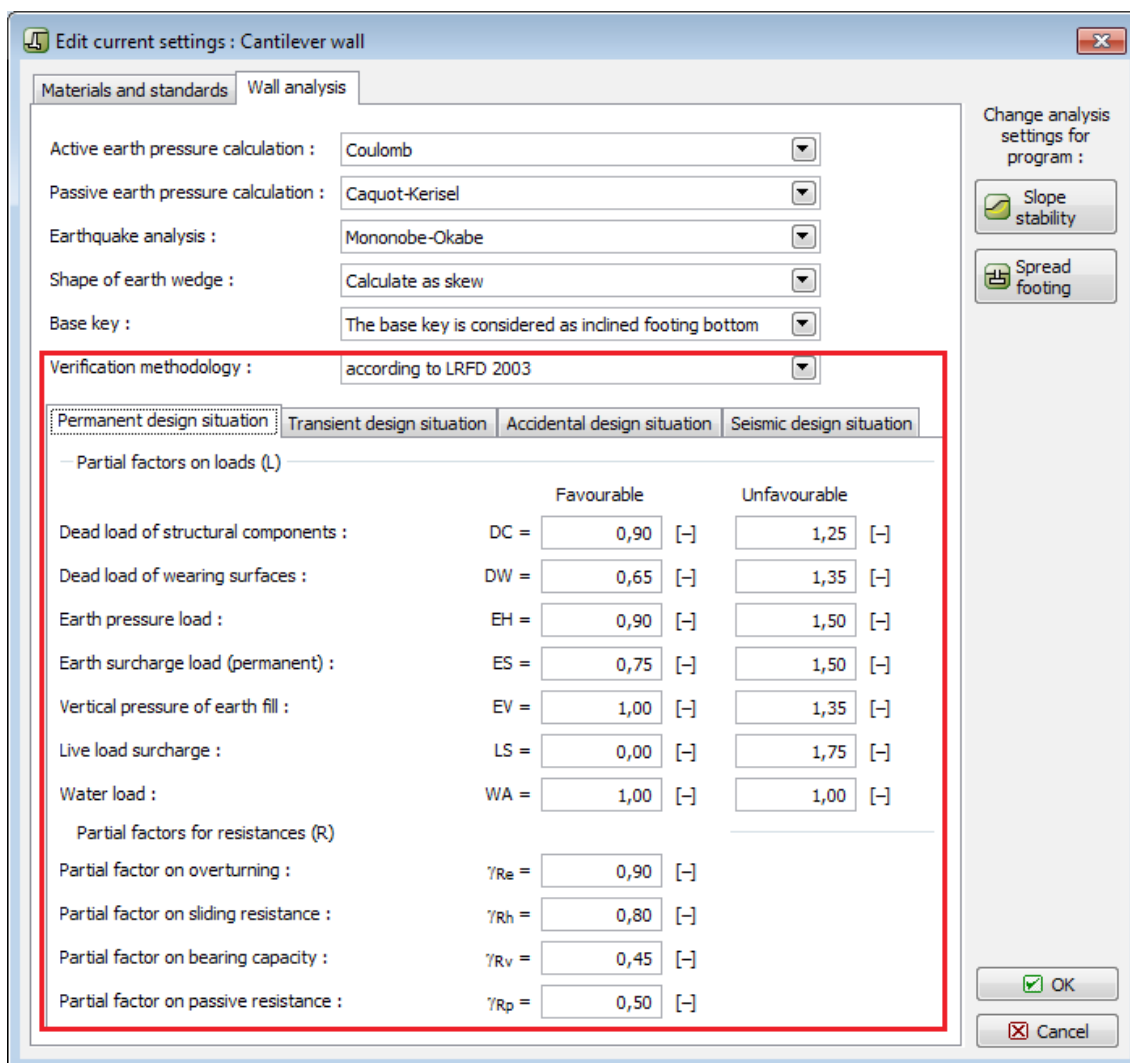 Edit current settings : Cantilever wall
Materials and standards Wall analysis
Change analysis
settings for
program :
Active earth pressure calculation : Coulomb
Passive earth pressure calculation : Caquot-Kerisel
Slope
stability
Earthquake analysis : Mononobe-Okabe
Shape of earth wedge : Calculate as skew
Spread
footing
Base key : The base key is considered as inclined footing bottom
Verification methodology : according to LRFD 2003
Permanent design situation Transient design situation Accidental design situation Seismic design situation
Partial factors on loads (L)
Favourable Unfavourable
Dead load of structural components : DC = 0,90 [–] 1,25 [–]
Dead load of wearing surfaces : DW = 0,65 [–] 1,35 [–]
Earth pressure load : EH = 0,90 [–] 1,50 [–]
Earth surcharge load (permanent) : ES = 0,75 [–] 1,50 [–]
Vertical pressure of earth fill : EV = 1,00 [–] 1,35 [–]
Live load surcharge : LS = 0,00 [–] 1,75 [–]
Water load : WA = 1,00 [–] 1,00 [–]
Partial factors for resistances (R)
Partial factor on overturning : γRe = 0,90 [–]
Partial factor on sliding resistance : γRh = 0,80 [–]
Partial factor on bearing capacity : γRv = 0,45 [–]
Partial factor on passive resistance : γRp = 0,50 [–]
OK
Cancel